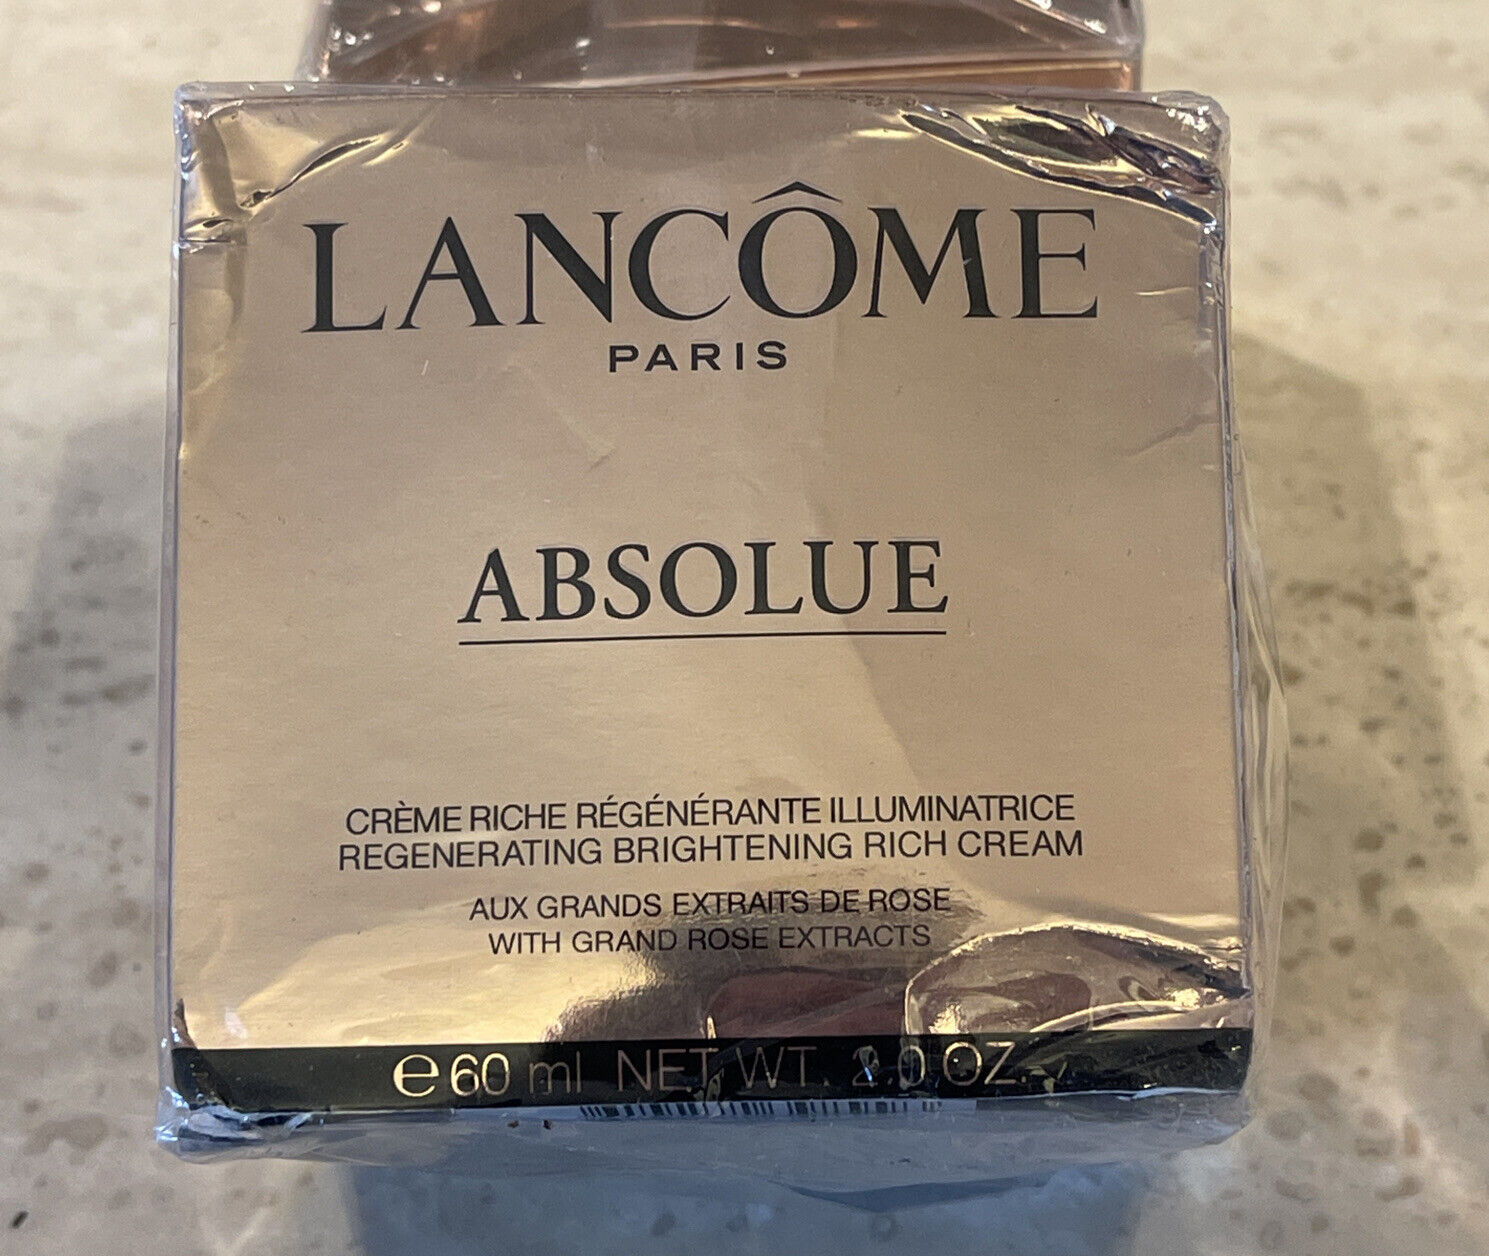 LANCÔME
PARIS
ABSOLUE
CRÈME RICHE RÉGÉNÉRANTE ILLUMINATRICE
REGENERATING BRIGHTENING RICH CREAM
AUX GRANDS EXTRAITS DE ROSE
WITH GRAND ROSE EXTRACTS
℮ 60 ml NET WT. 2.0 OZ.